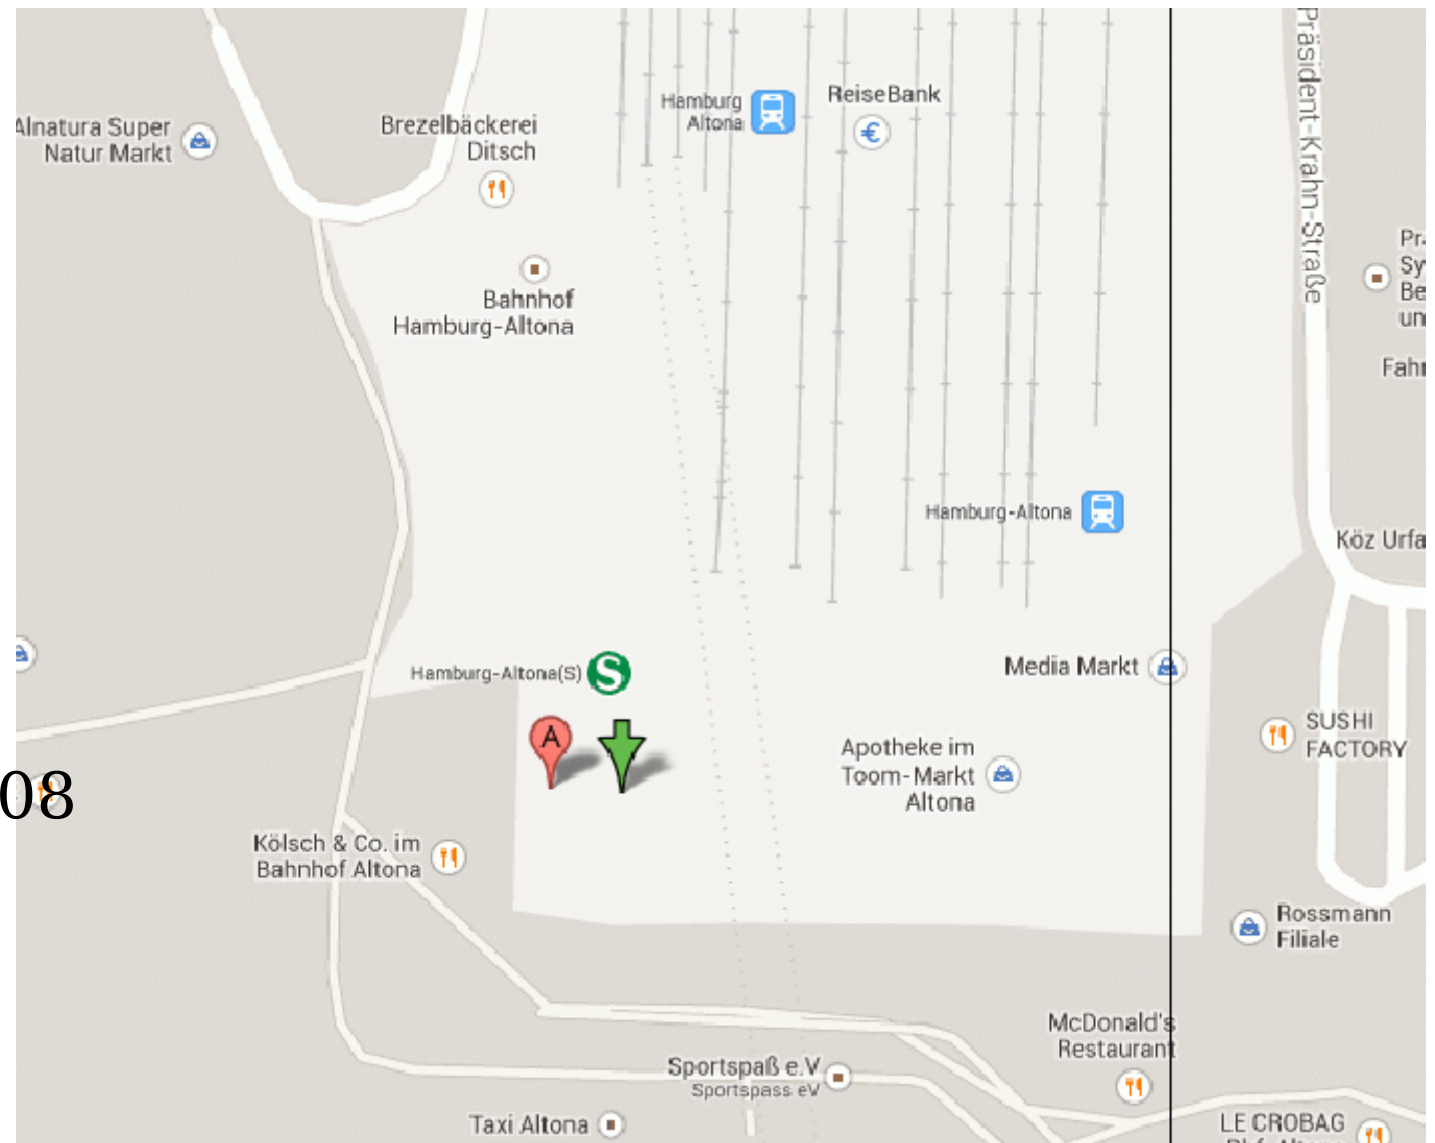 Hamburg
Altona
ReiseBank
€
Alnatura Super
Natur Markt
Brezelbäckerei
Ditsch
Präsident-Krahn-Straße
Bahnhof
Hamburg-Altona
Fahr
Hamburg-Altona
Köz Urfa
Hamburg-Altona(S)
S
Media Markt
A
SUSHI
FACTORY
Apotheke im
Toom-Markt
Altona
08
Kölsch & Co. im
Bahnhof Altona
Rossmann
Filiale
McDonald's
Restaurant
Sportspaß e.V
Sportspass eV
Taxi Altona
LE CROBAG